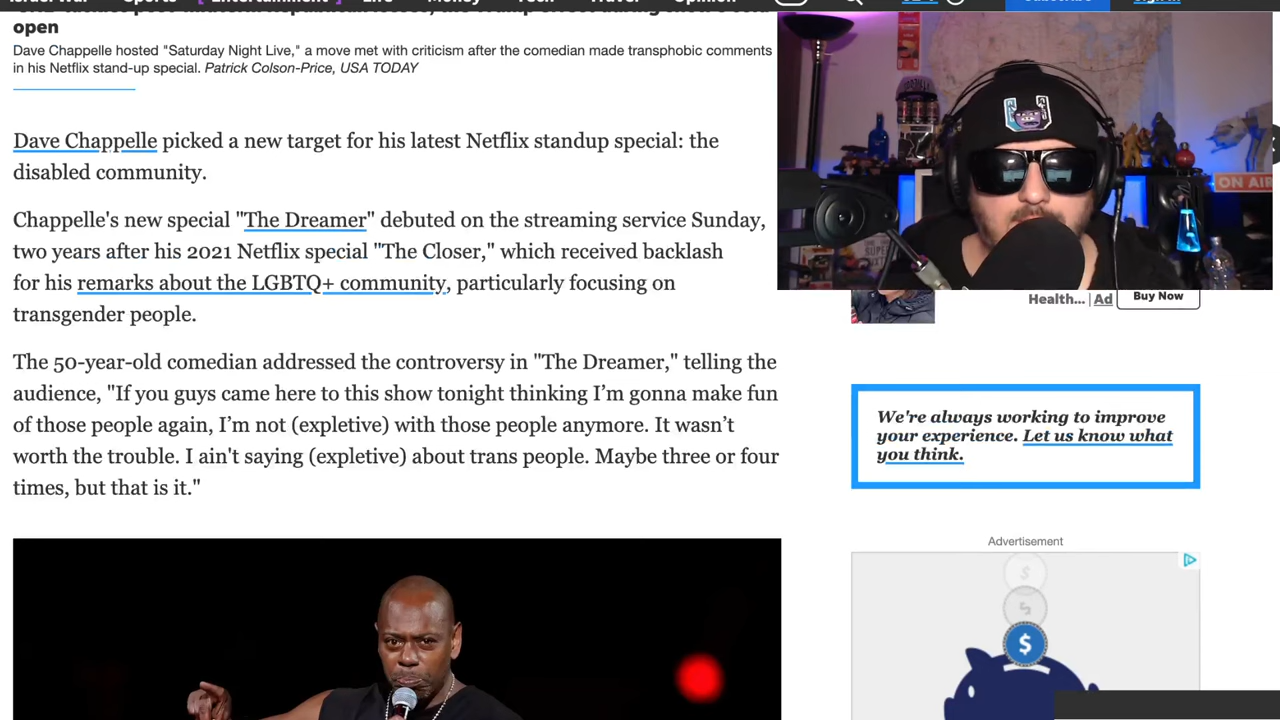 open
Dave Chappelle hosted "Saturday Night Live," a move met with criticism after the comedian made transphobic comments
in his Netflix stand-up special. Patrick Colson-Price, USA TODAY
Dave Chappelle picked a new target for his latest Netflix standup special: the
disabled community.
Chappelle's new special "The Dreamer" debuted on the streaming service Sunday,
two years after his 2021 Netflix special "The Closer," which received backlash
for his remarks about the LGBTQ+ community, particularly focusing on
transgender people.
The 50-year-old comedian addressed the controversy in "The Dreamer," telling the
audience, "If you guys came here to this show tonight thinking I’m gonna make fun
of those people again, I’m not (expletive) with those people anymore. It wasn’t
worth the trouble. I ain't saying (expletive) about trans people. Maybe three or four
times, but that is it."
ON AIR
Health... | Ad
Buy Now
We're always working to improve
your experience. Let us know what
you think.
Advertisement